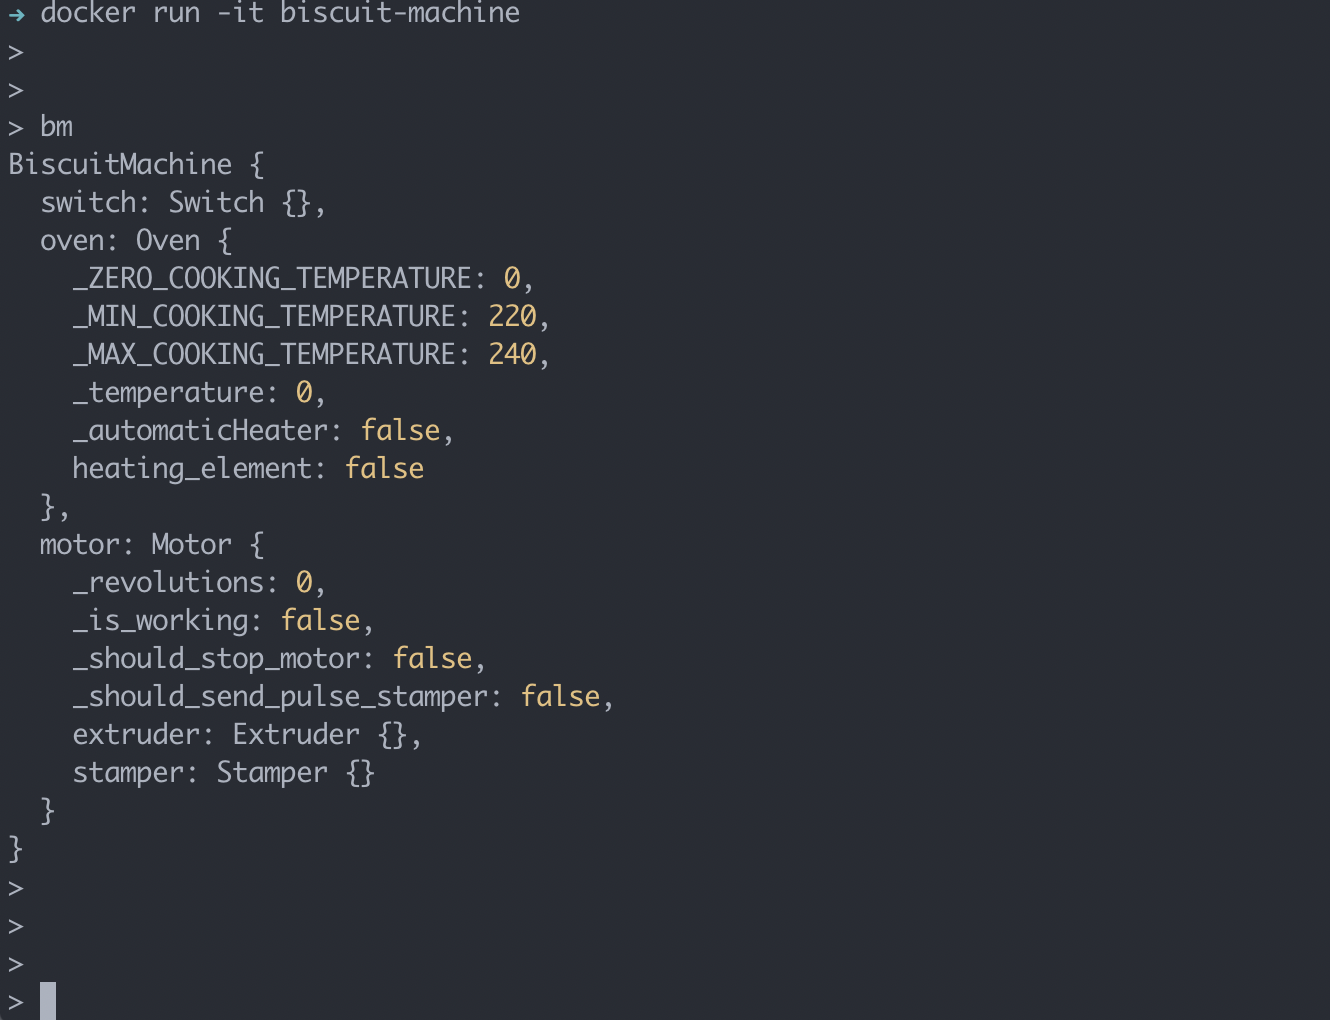 → docker run -it biscuit-machine
>
>
> bm
BiscuitMachine {
  switch: Switch {},
  oven: Oven {
    _ZERO_COOKING_TEMPERATURE: 0,
    _MIN_COOKING_TEMPERATURE: 220,
    _MAX_COOKING_TEMPERATURE: 240,
    _temperature: 0,
    _automaticHeater: false,
    heating_element: false
  },
  motor: Motor {
    _revolutions: 0,
    _is_working: false,
    _should_stop_motor: false,
    _should_send_pulse_stamper: false,
    extruder: Extruder {},
    stamper: Stamper {}
  }
}
>
>
>
>